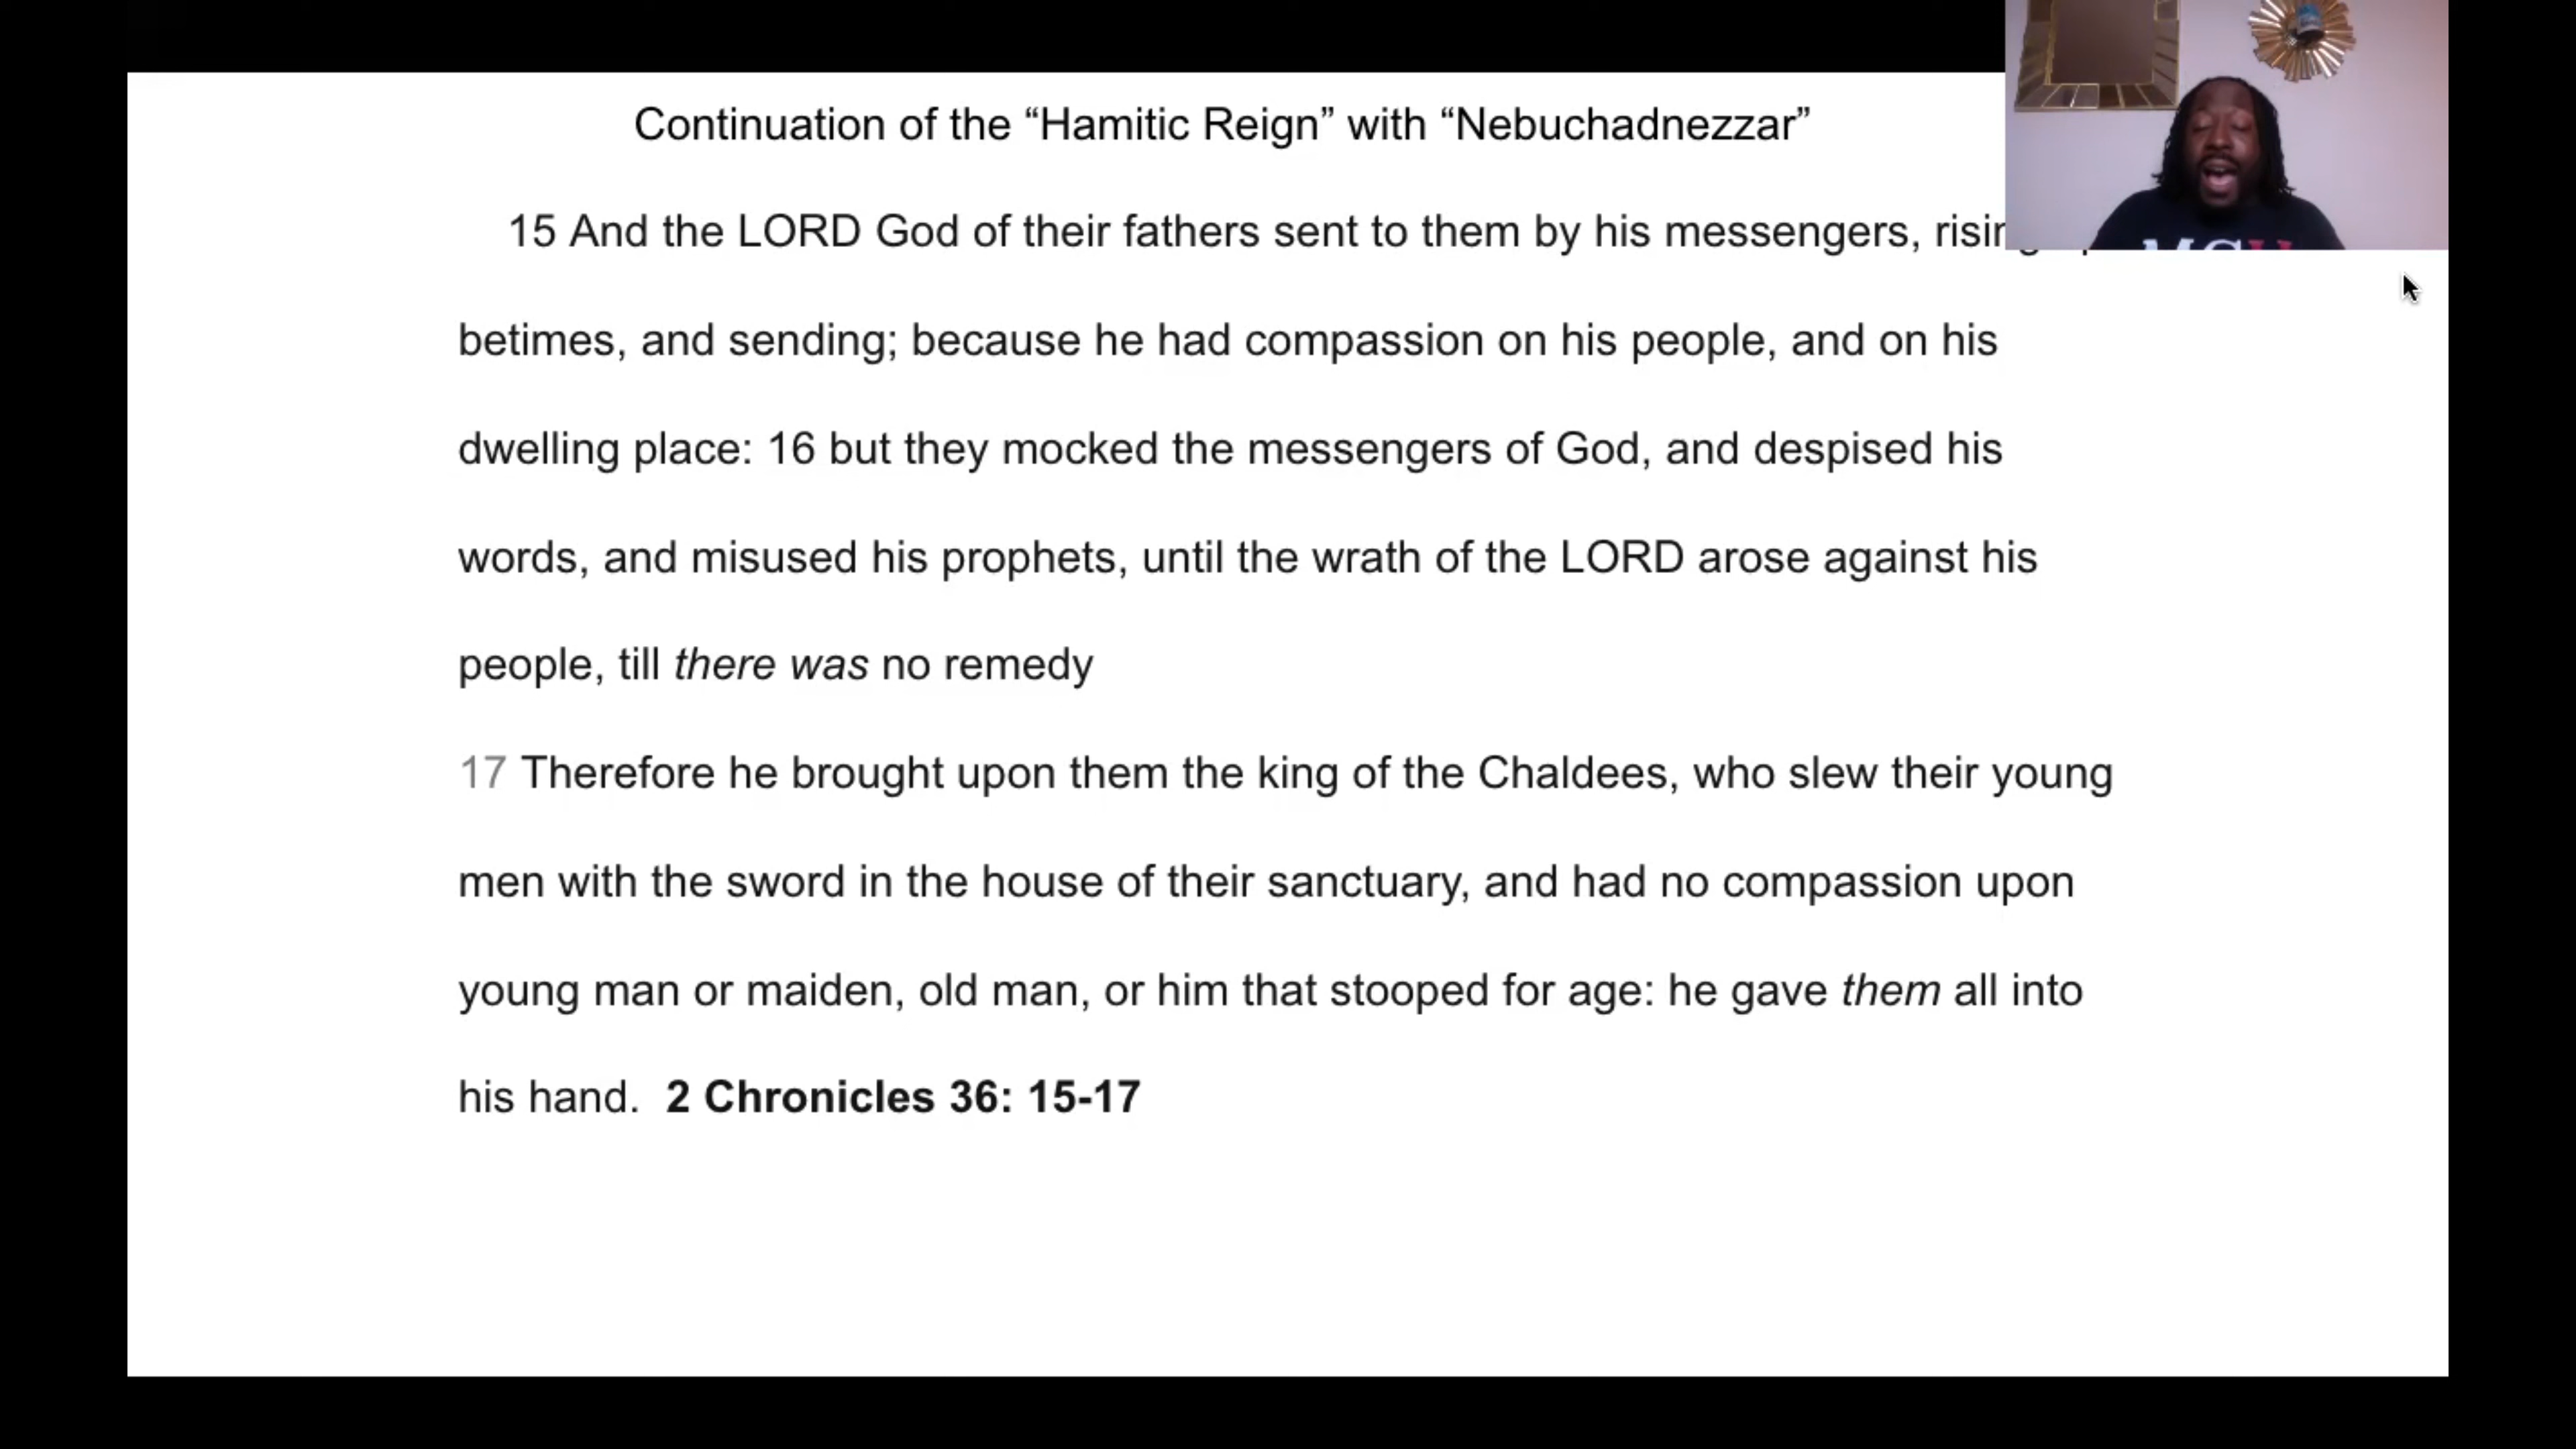 Continuation of the “Hamitic Reign” with “Nebuchadnezzar”
15 And the LORD God of their fathers sent to them by his messengers, rising
betimes, and sending; because he had compassion on his people, and on his
dwelling place: 16 but they mocked the messengers of God, and despised his
words, and misused his prophets, until the wrath of the LORD arose against his
people, till there was no remedy
17 Therefore he brought upon them the king of the Chaldees, who slew their young
men with the sword in the house of their sanctuary, and had no compassion upon
young man or maiden, old man, or him that stooped for age: he gave them all into
his hand. 2 Chronicles 36: 15-17